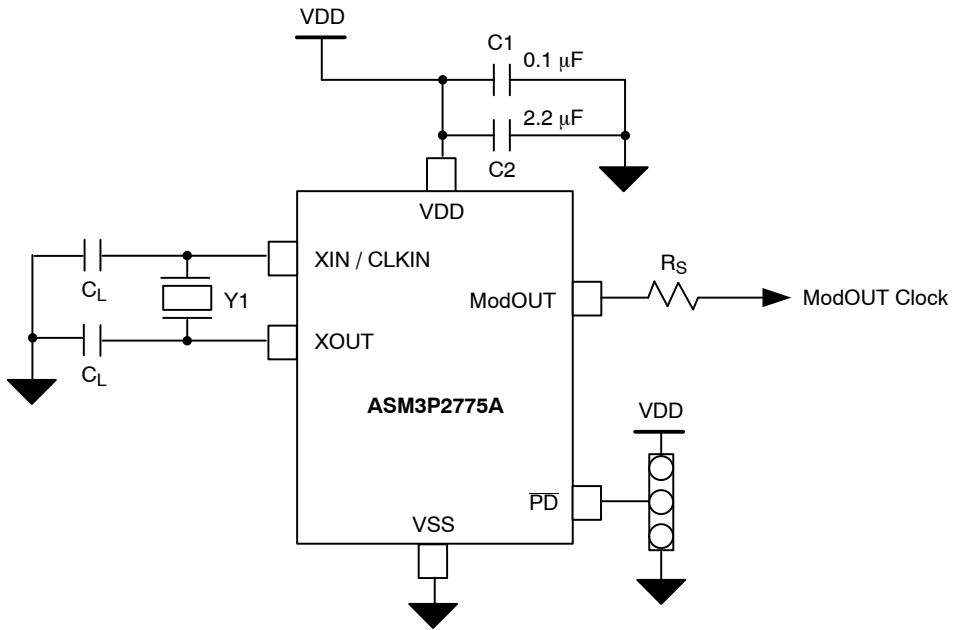 VDD
C1
0.1 μF
2.2 μF
C2
VDD
XIN / CLKIN
CL
Y1
RS
ModOUT
ModOUT Clock
XOUT
CL
ASM3P2775A
VDD
PD
VSS